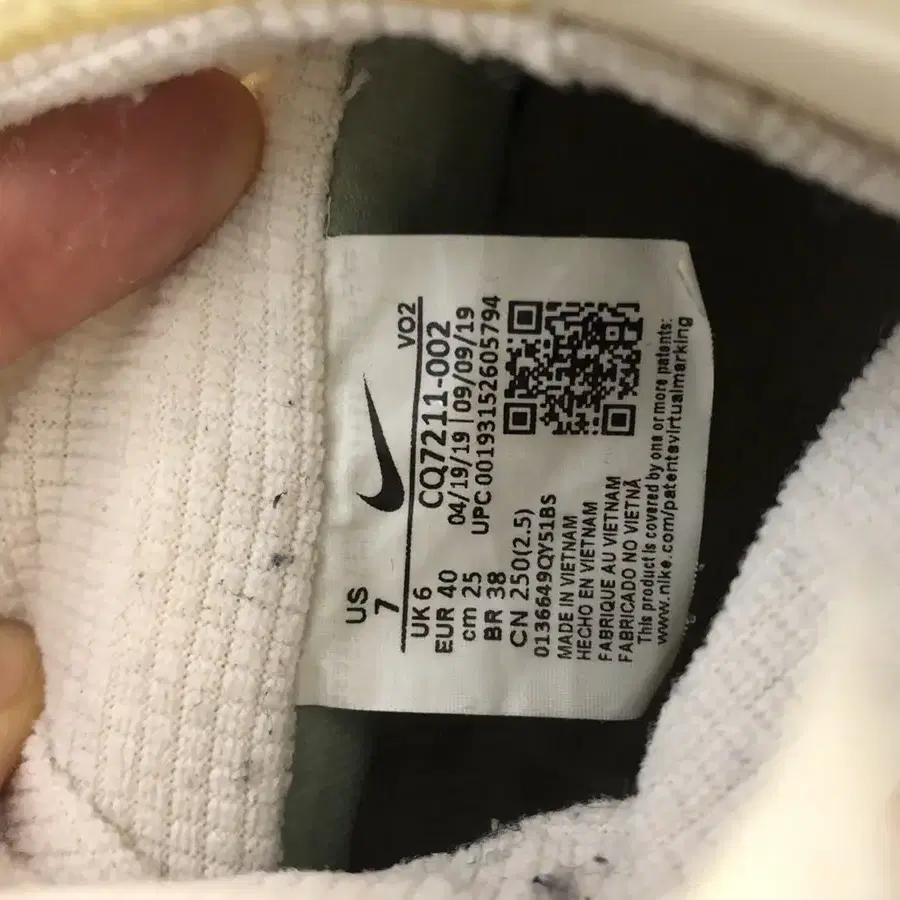 US
7
VO2
UK 6
CQ7211-002
EUR 40
04/19/19 | 09/09/19
cm 25
UPC 00193152605794
BR 38
CN 250(2.5)
0136649QY51BS
MADE IN VIETNAM
HECHO EN VIETNAM
FABRIQUE AU VIETNAM
FABRICADO NO VIETNÃ
This product is covered by one or more patents:
www.nike.com/patentsvirtualmarking